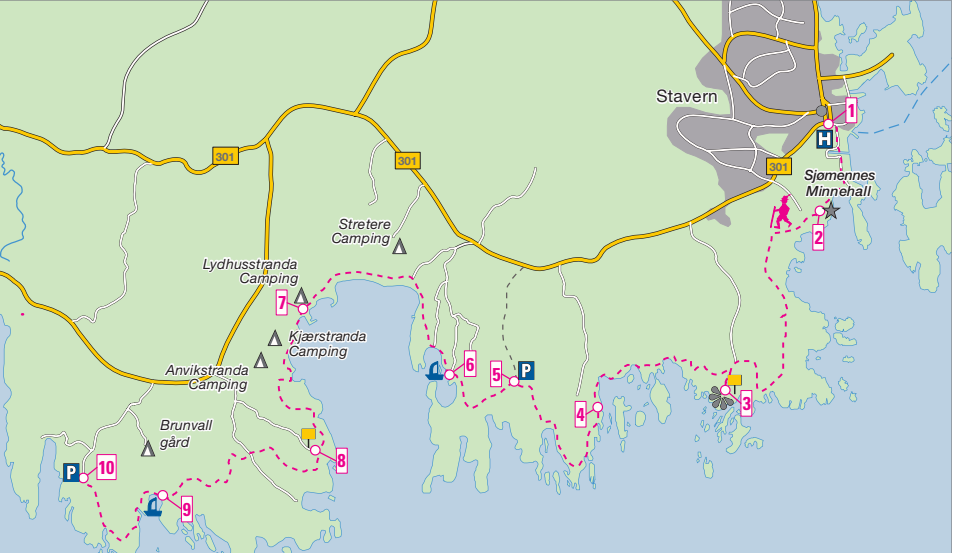 Stavern
1
H
301
301
301
Sjømennes
Minnehall
2
Stretere
Camping
Lydhusstranda
Camping
7
Kjærstranda
Camping
Anvikstranda
Camping
6
5
P
4
3
Brunvall
gård
8
P
10
9